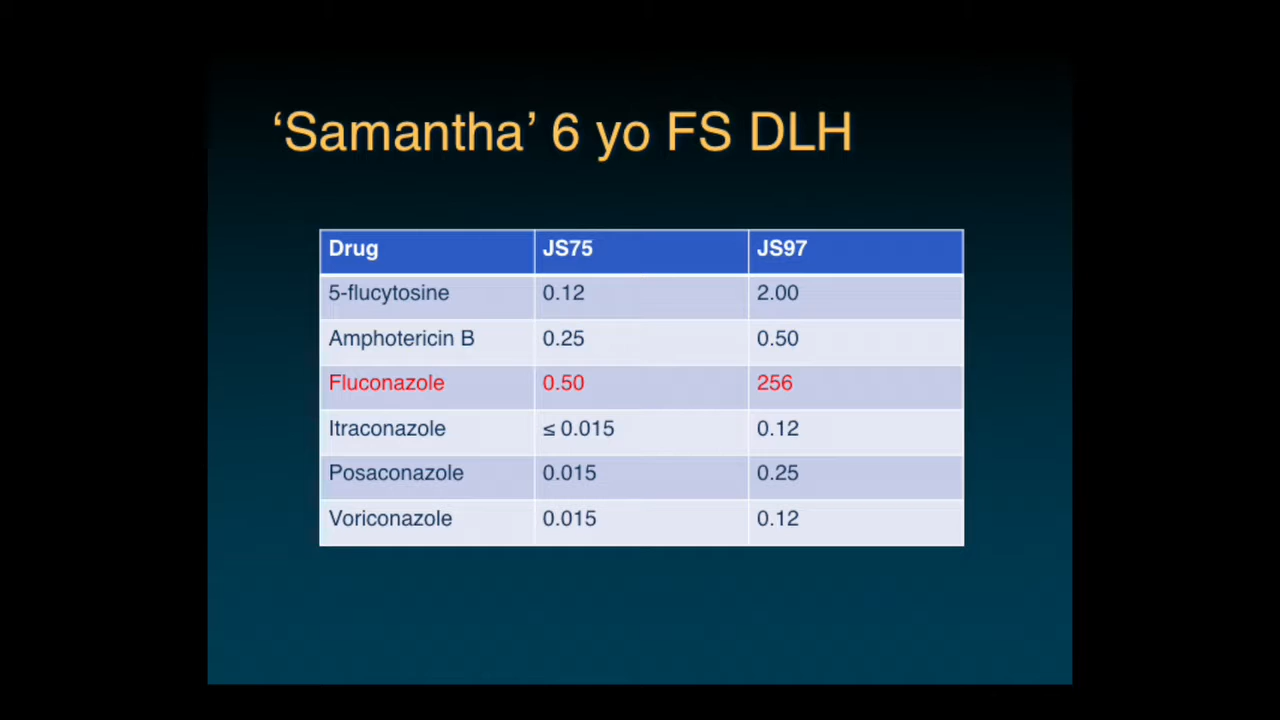 ‘Samantha’ 6 yo FS DLH
Drug JS75 JS97
5-flucytosine 0.12 2.00
Amphotericin B 0.25 0.50
Fluconazole 0.50 256
Itraconazole ≤ 0.015 0.12
Posaconazole 0.015 0.25
Voriconazole 0.015 0.12